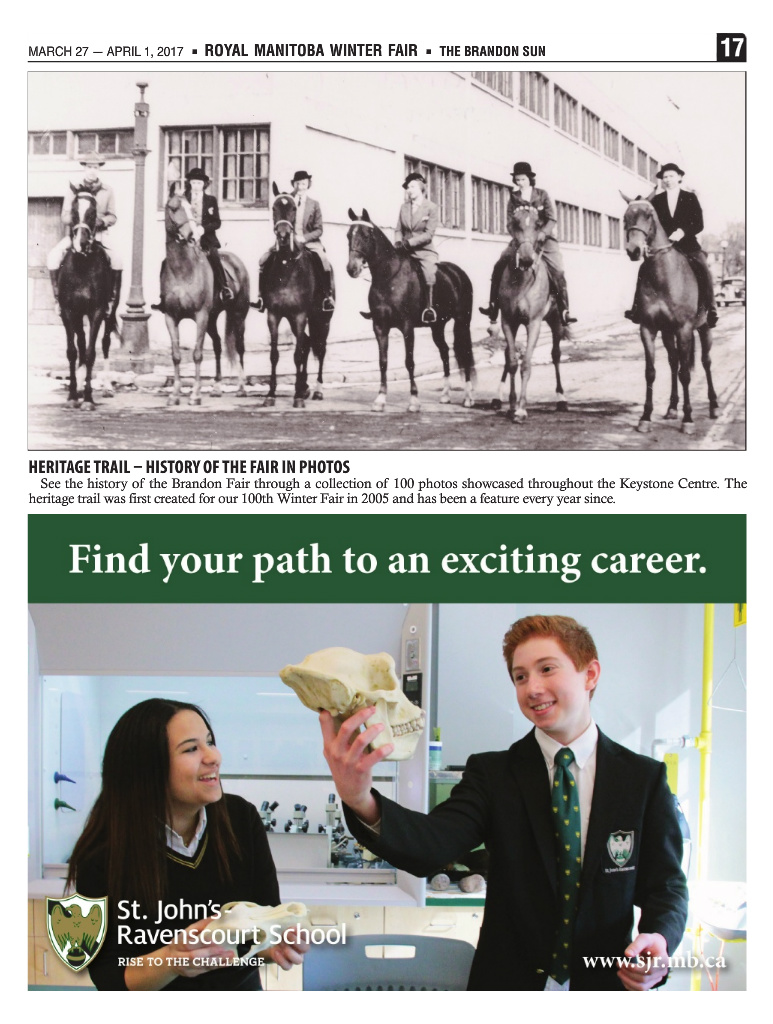 MARCH 27 — APRIL 1, 2017 ▪ ROYAL MANITOBA WINTER FAIR ▪ THE BRANDON SUN 17
HERITAGE TRAIL – HISTORY OF THE FAIR IN PHOTOS
See the history of the Brandon Fair through a collection of 100 photos showcased throughout the Keystone Centre. The
heritage trail was first created for our 100th Winter Fair in 2005 and has been a feature every year since.
Find your path to an exciting career.
St. John's-
Ravenscourt School
RISE TO THE CHALLENGE
www.sjr.mb.ca